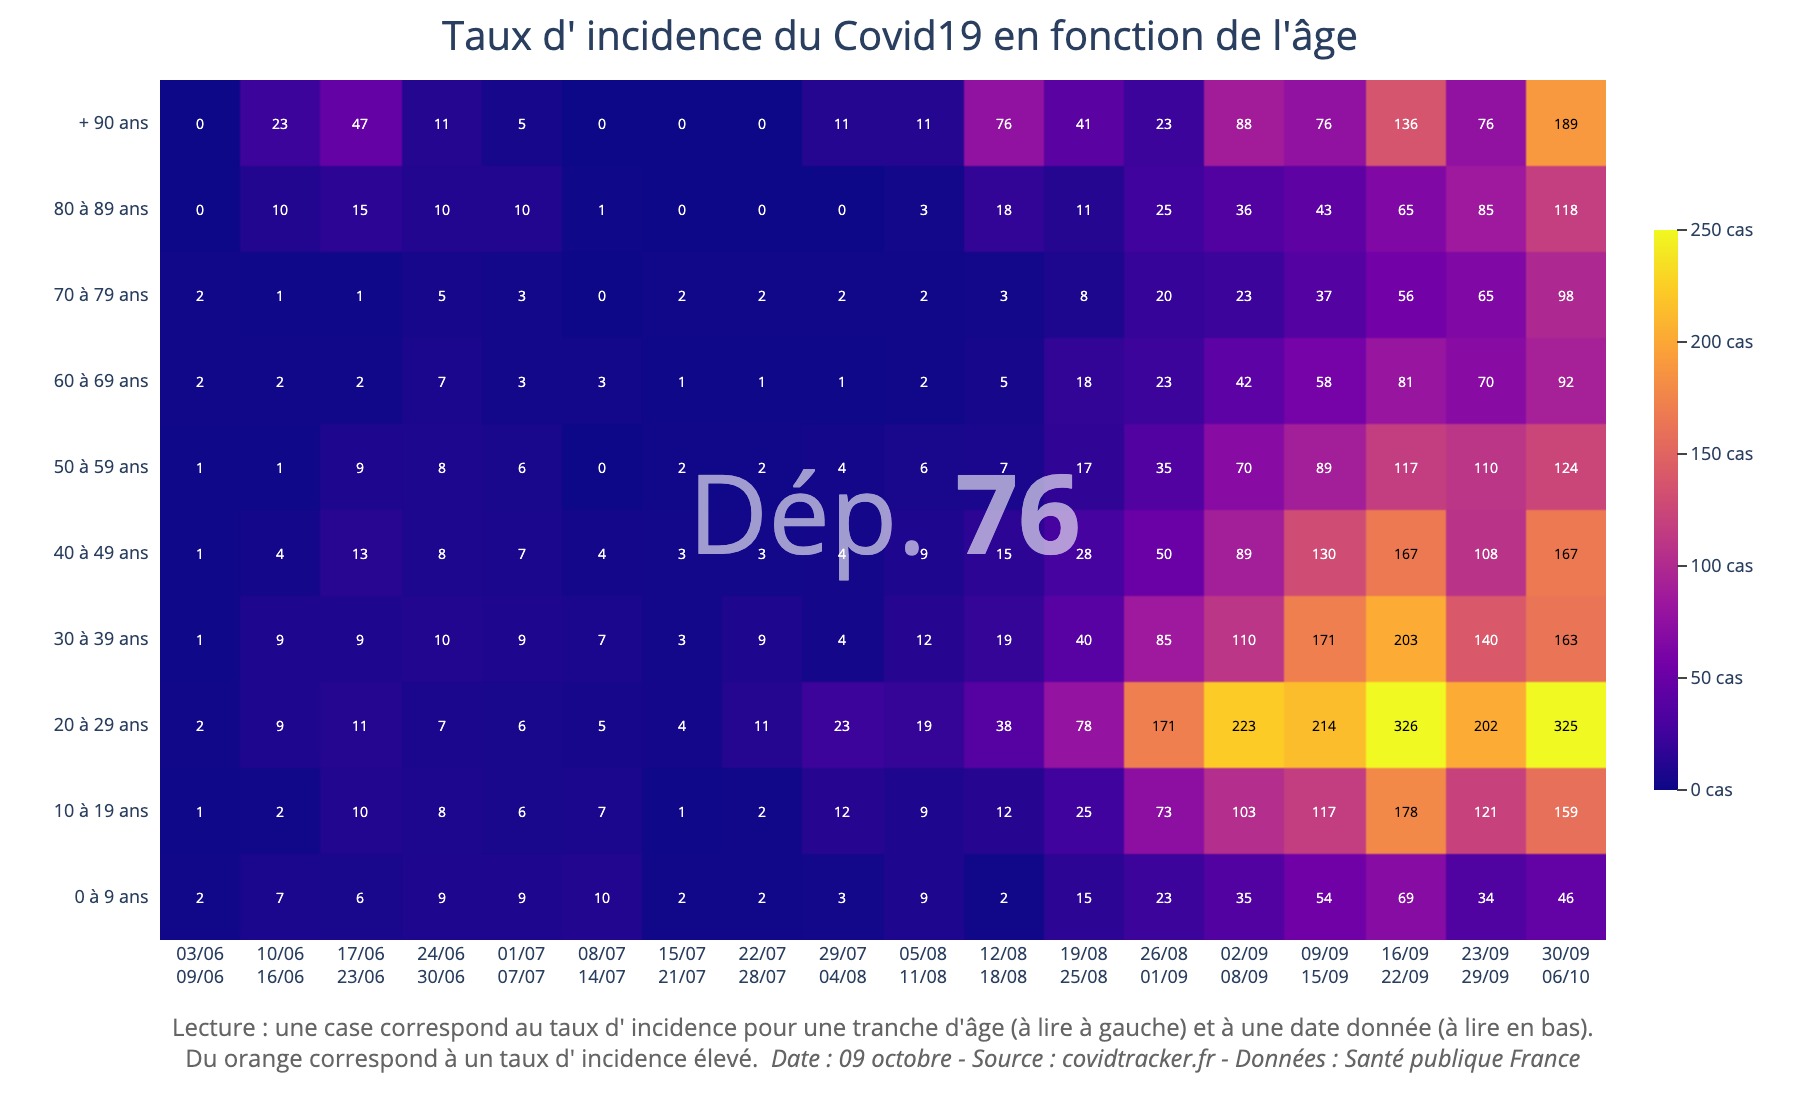 Taux d' incidence du Covid19 en fonction de l'âge
+ 90 ans 0 23 47 11 5 0 0 0 11 11 76 41 23 88 76 136 76 189
80 à 89 ans 0 10 15 10 10 1 0 0 0 3 18 11 25 36 43 65 85 118
250 cas
70 à 79 ans 2 1 1 5 3 0 2 2 2 2 3 8 20 23 37 56 65 98
200 cas
60 à 69 ans 2 2 2 7 3 3 1 1 1 2 5 18 23 42 58 81 70 92
150 cas
50 à 59 ans 1 1 9 8 6 0 2 2 4 6 7 17 35 70 89 117 110 124
Dép. 76
40 à 49 ans 1 4 13 8 7 4 3 3 4 9 15 28 50 89 130 167 108 167
100 cas
30 à 39 ans 1 9 9 10 9 7 3 9 4 12 19 40 85 110 171 203 140 163
50 cas
20 à 29 ans 2 9 11 7 6 5 4 11 23 19 38 78 171 223 214 326 202 325
0 cas
10 à 19 ans 1 2 10 8 6 7 1 2 12 9 12 25 73 103 117 178 121 159
0 à 9 ans 2 7 6 9 9 10 2 2 3 9 2 15 23 35 54 69 34 46
03/06 10/06 17/06 24/06 01/07 08/07 15/07 22/07 29/07 05/08 12/08 19/08 26/08 02/09 09/09 16/09 23/09 30/09
09/06 16/06 23/06 30/06 07/07 14/07 21/07 28/07 04/08 11/08 18/08 25/08 01/09 08/09 15/09 22/09 29/09 06/10
Lecture : une case correspond au taux d' incidence pour une tranche d'âge (à lire à gauche) et à une date donnée (à lire en bas).
Du orange correspond à un taux d' incidence élevé. Date : 09 octobre - Source : covidtracker.fr - Données : Santé publique France